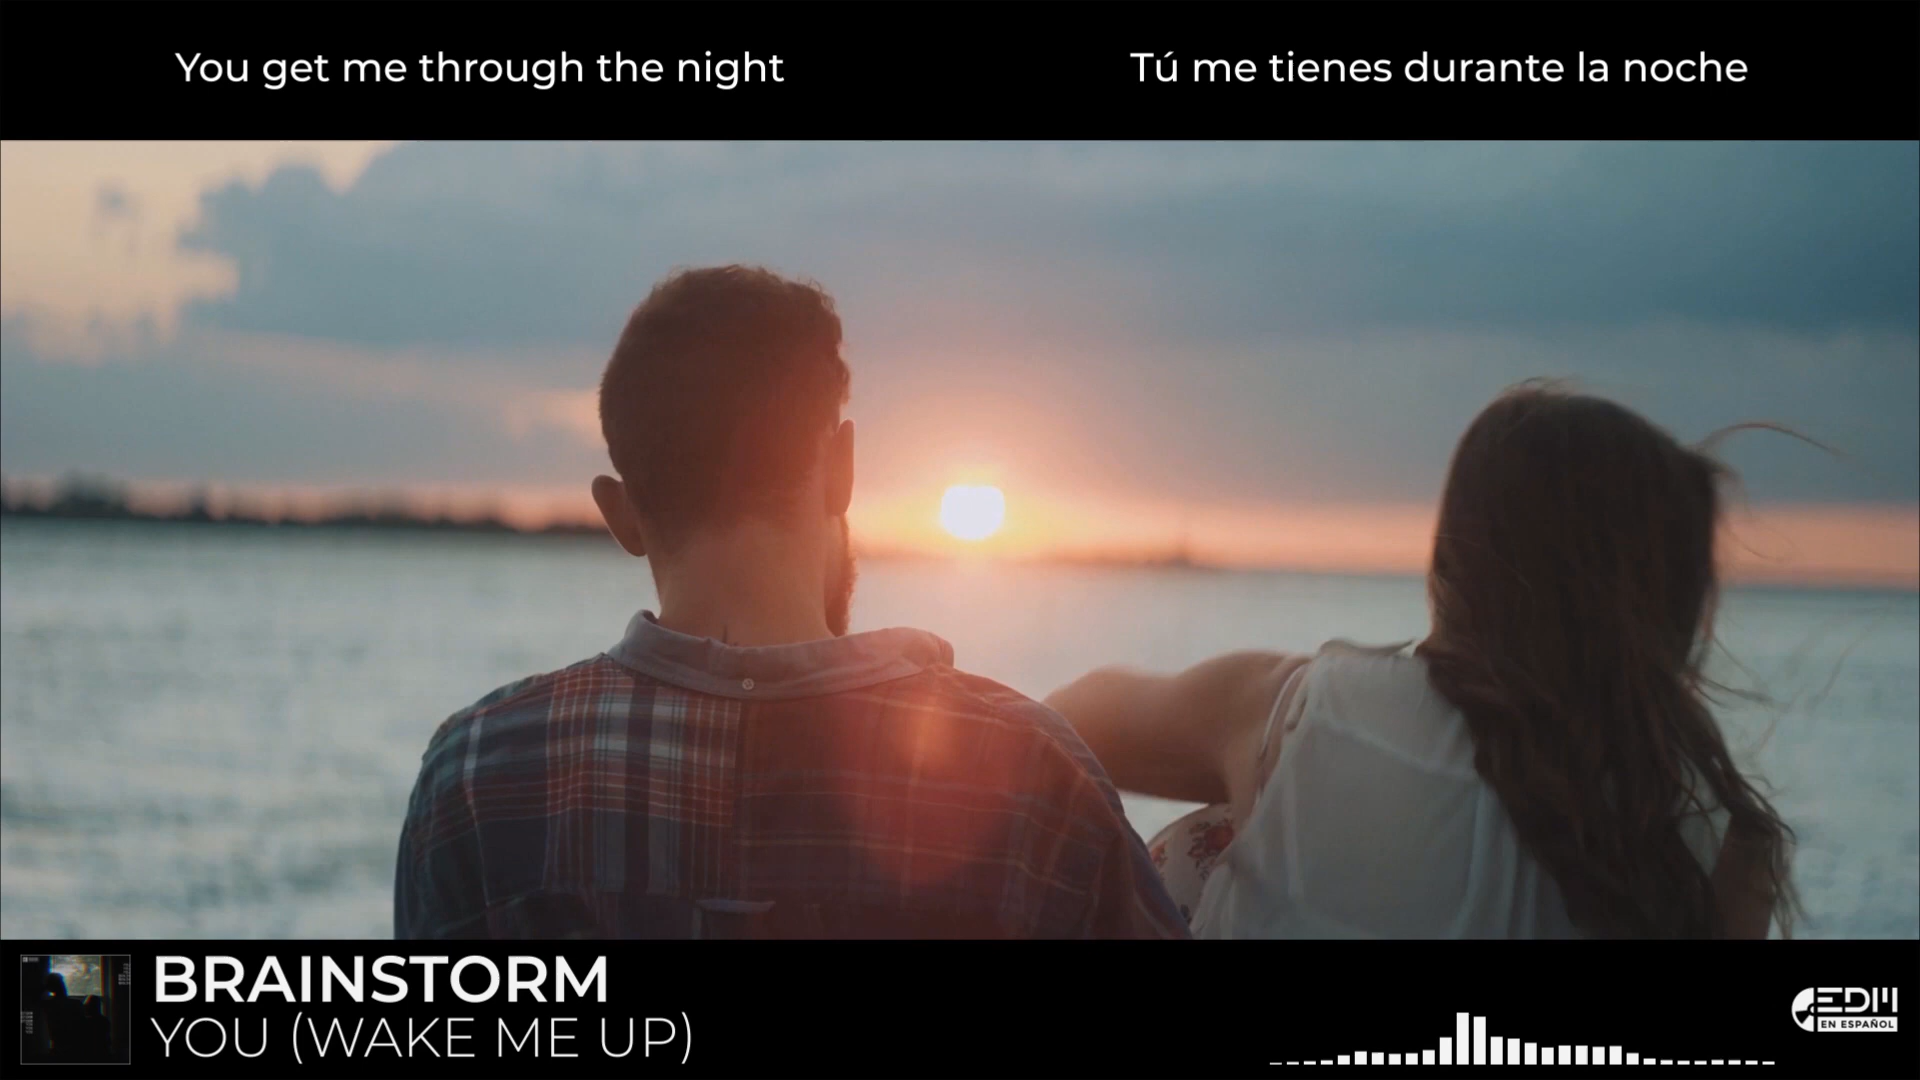 You get me through the night
Tú me tienes durante la noche
BRAINSTORM
YOU (WAKE ME UP)
EDM
EN ESPAÑOL